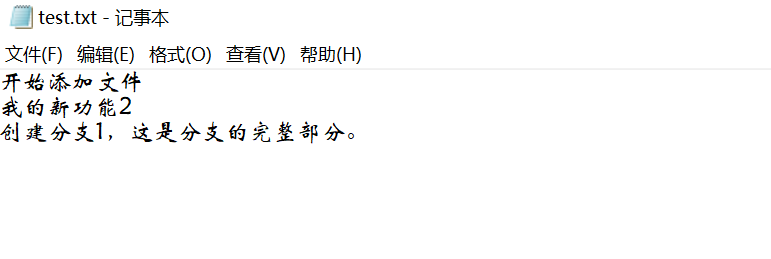 test.txt - 记事本
文件(F) 编辑(E) 格式(O) 查看(V) 帮助(H)
开始添加文件
我的新功能2
创建分支1，这是分支的完整部分。